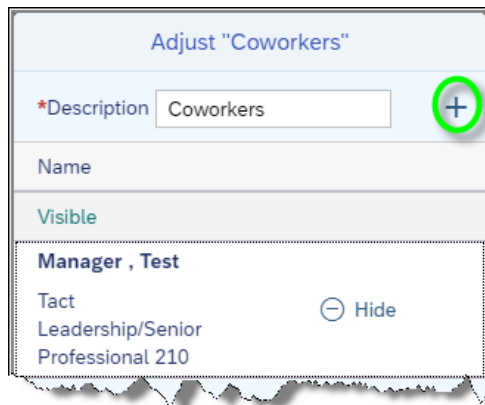 Adjust "Coworkers"
*Description Coworkers
Name
Visible
Manager , Test
Tact
Leadership/Senior
Professional 210
Hide